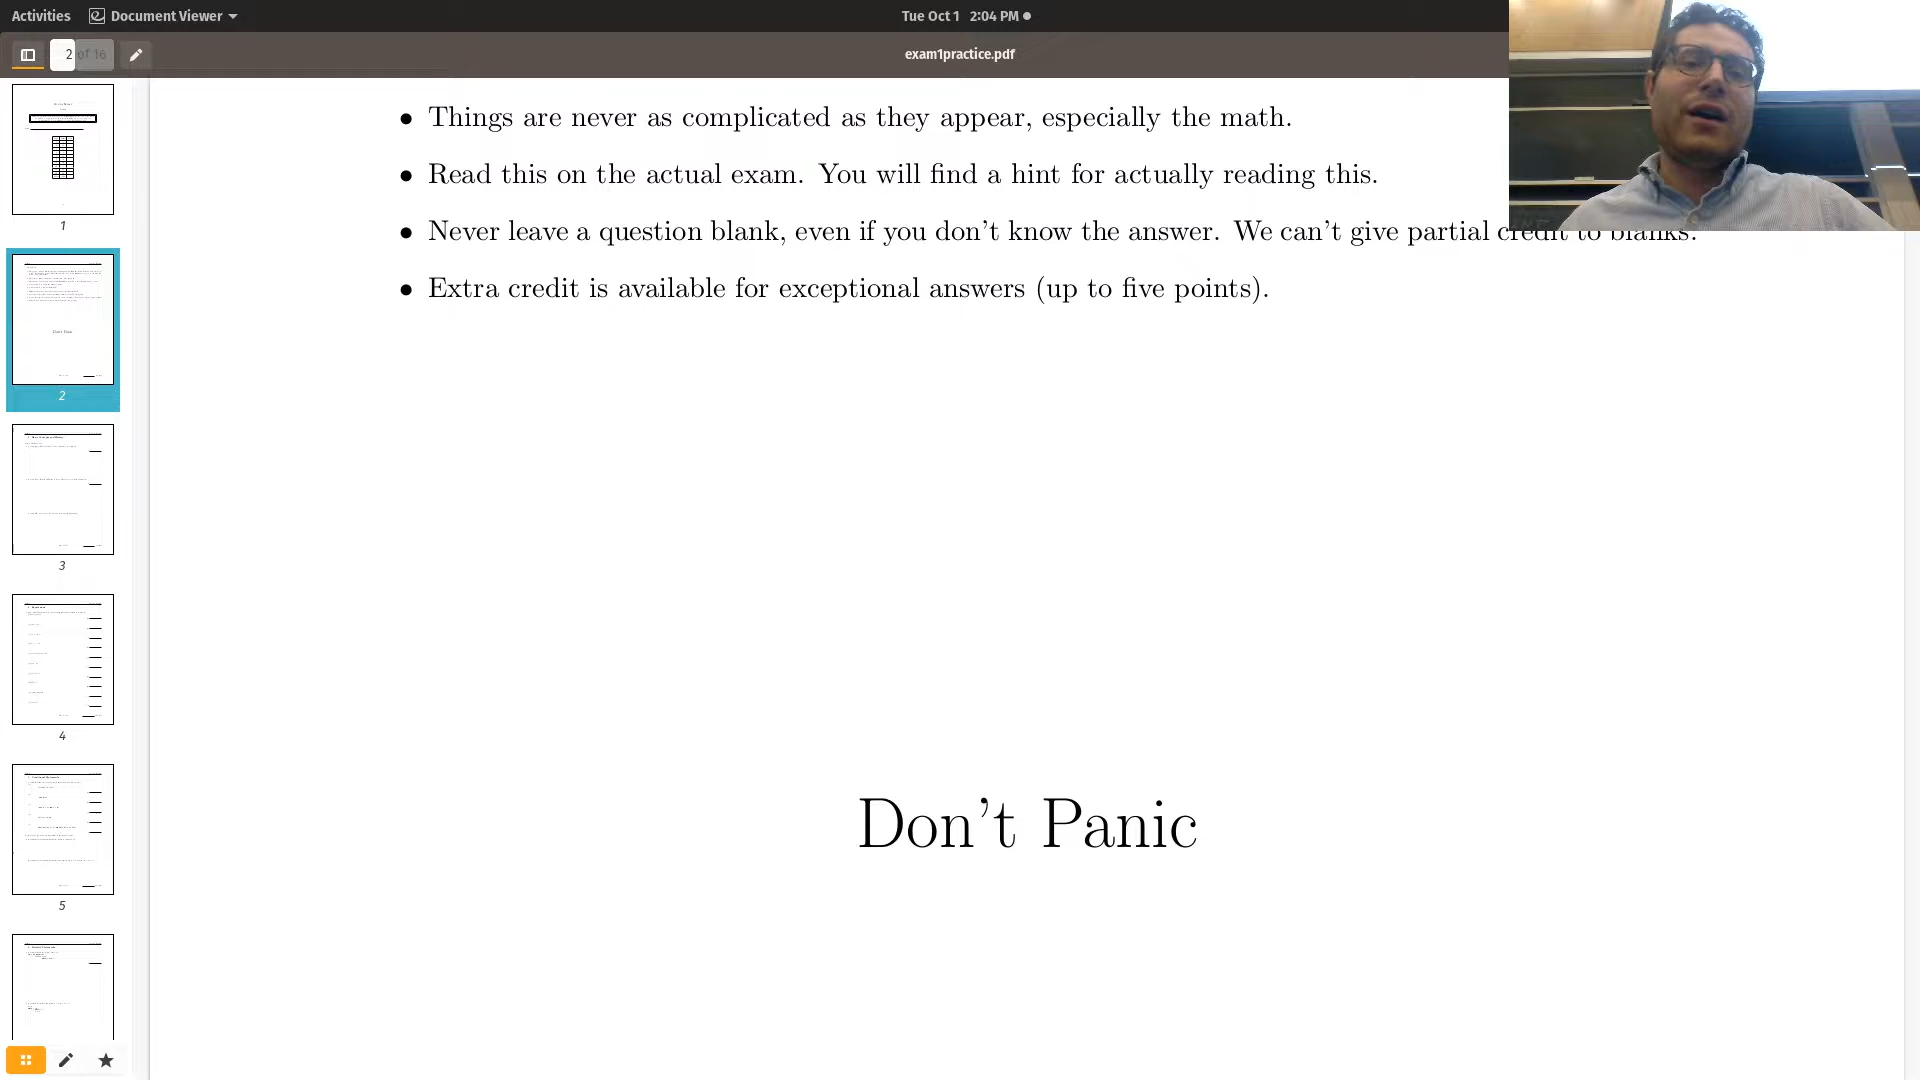 Activities Document Viewer Tue Oct 1 2:04 PM
2 of 16 exam1practice.pdf
• Things are never as complicated as they appear, especially the math.
• Read this on the actual exam. You will find a hint for actually reading this.
• Never leave a question blank, even if you don't know the answer. We can't give partial credit to blanks.
• Extra credit is available for exceptional answers (up to five points).
Don't Panic
1
Don't Panic
2
3
4
5